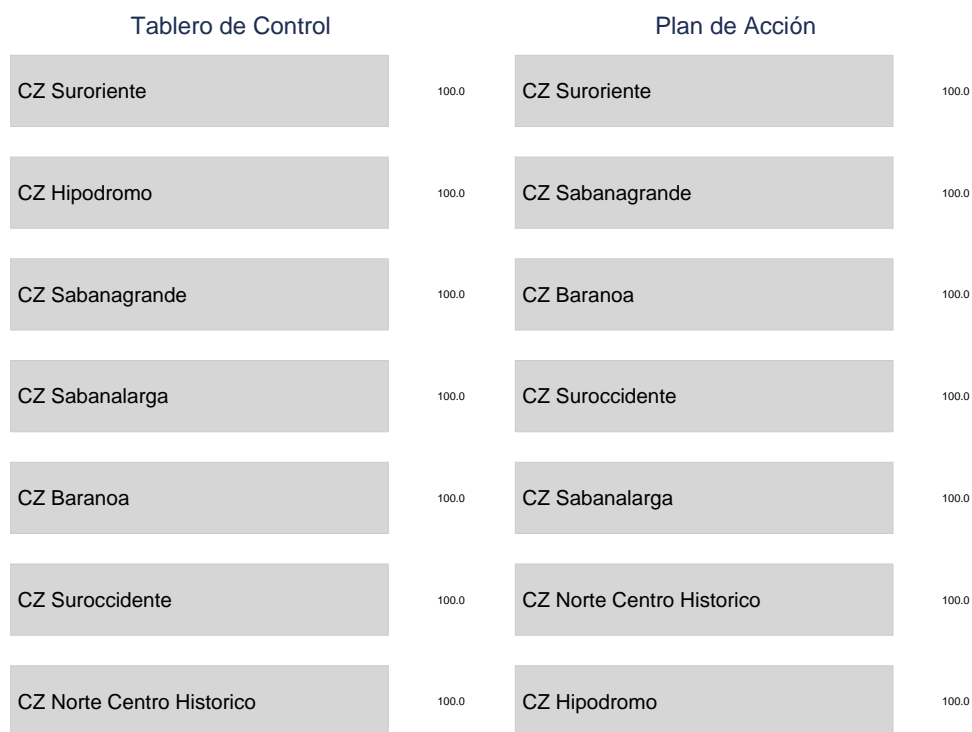 Tablero de Control
CZ Suroriente 100.0
CZ Hipodromo 100.0
CZ Sabanagrande 100.0
CZ Sabanalarga 100.0
CZ Baranoa 100.0
CZ Suroccidente 100.0
CZ Norte Centro Historico 100.0
Plan de Acción
CZ Suroriente 100.0
CZ Sabanagrande 100.0
CZ Baranoa 100.0
CZ Suroccidente 100.0
CZ Sabanalarga 100.0
CZ Norte Centro Historico 100.0
CZ Hipodromo 100.0